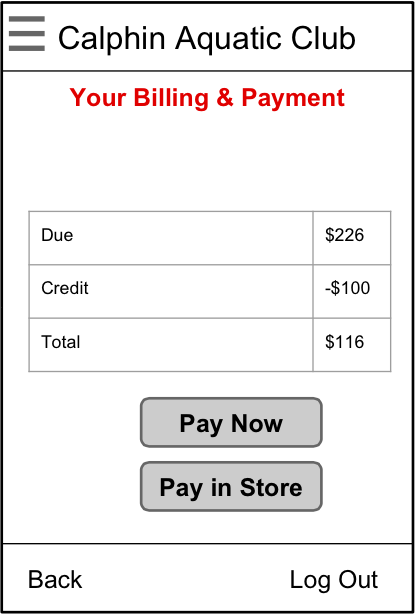 Calphin Aquatic Club
Your Billing & Payment
Due $226
Credit -$100
Total $116
Pay Now
Pay in Store
Back Log Out